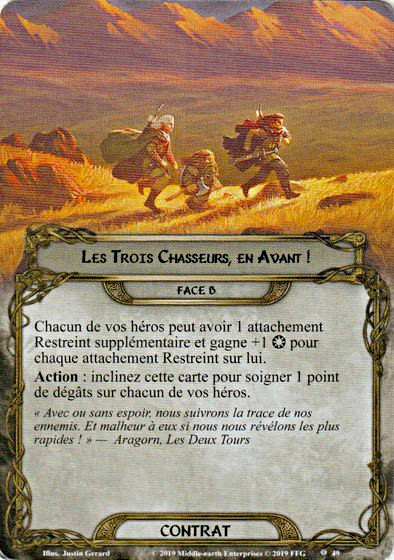 Les Trois Chasseurs, en Avant !
FACE B
Chacun de vos héros peut avoir 1 attachement
Restreint supplémentaire et gagne +1 pour
chaque attachement Restreint sur lui.
Action : inclinez cette carte pour soigner 1 point
de dégâts sur chacun de vos héros.
« Avec ou sans espoir, nous suivrons la trace de nos
ennemis. Et malheur à eux si nous nous révélons les plus
rapides ! » — Aragorn, Les Deux Tours
CONTRAT
Illus. Justin Gerard © 2019 Middle-earth Enterprises © 2019 FFG 49